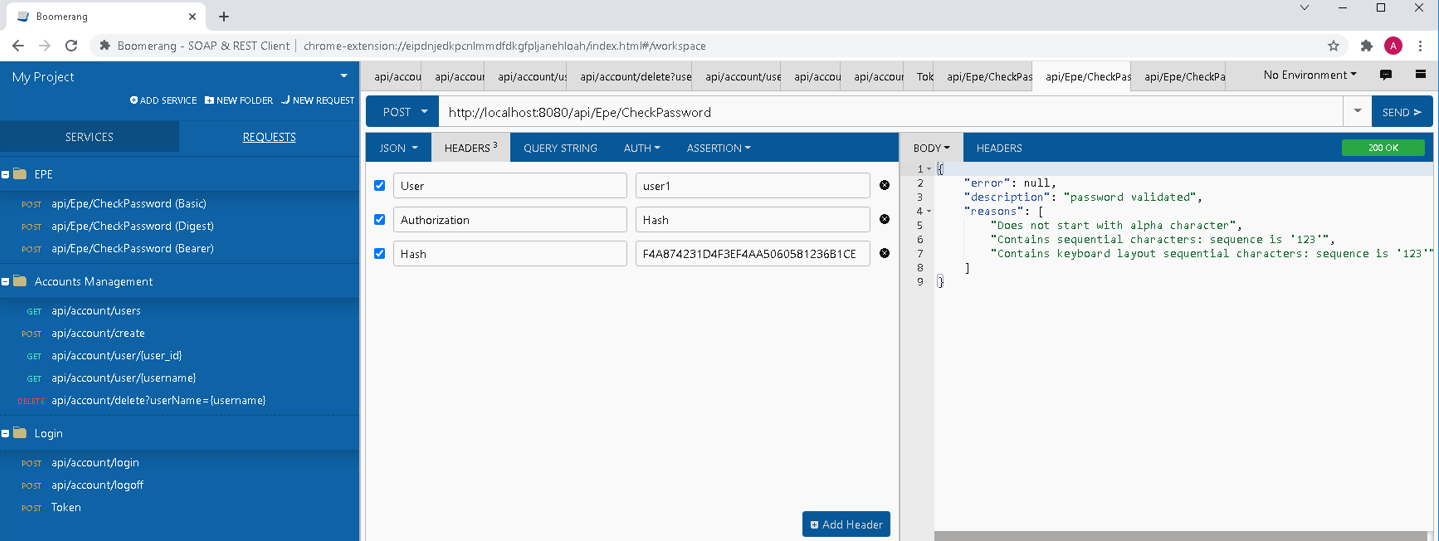 Boomerang
Boomerang - SOAP & REST Client | chrome-extension://eipdnjedkpcnlmmdfdkgfpljanehloah/index.html#/workspace
A
My Project
ADD SERVICE NEW FOLDER NEW REQUEST
SERVICES REQUESTS
EPE
POST api/Epe/CheckPassword (Basic)
POST api/Epe/CheckPassword (Digest)
POST api/Epe/CheckPassword (Bearer)
Accounts Management
GET api/account/users
POST api/account/create
GET api/account/user/{user_id}
GET api/account/user/{username}
DELETE api/account/delete?userName={username}
Login
POST api/account/login
POST api/account/logoff
POST Token
api/accou api/accoun api/account/us api/account/delete?use api/account/use api/accou api/accoun Tok api/Epe/CheckPas api/Epe/CheckPas api/Epe/CheckPa No Environment
POST http://localhost:8080/api/Epe/CheckPassword SEND
JSON HEADERS 3 QUERY STRING AUTH ASSERTION
User user1
Authorization Hash
Hash F4A874231D4F3EF4AA5060581236B1CE
Add Header
BODY HEADERS 200 OK
1 {
2 "error": null,
3 "description": "password validated",
4 "reasons": [
5 "Does not start with alpha character",
6 "Contains sequential characters: sequence is '123'",
7 "Contains keyboard layout sequential characters: sequence is '123'"
8 ]
9 }